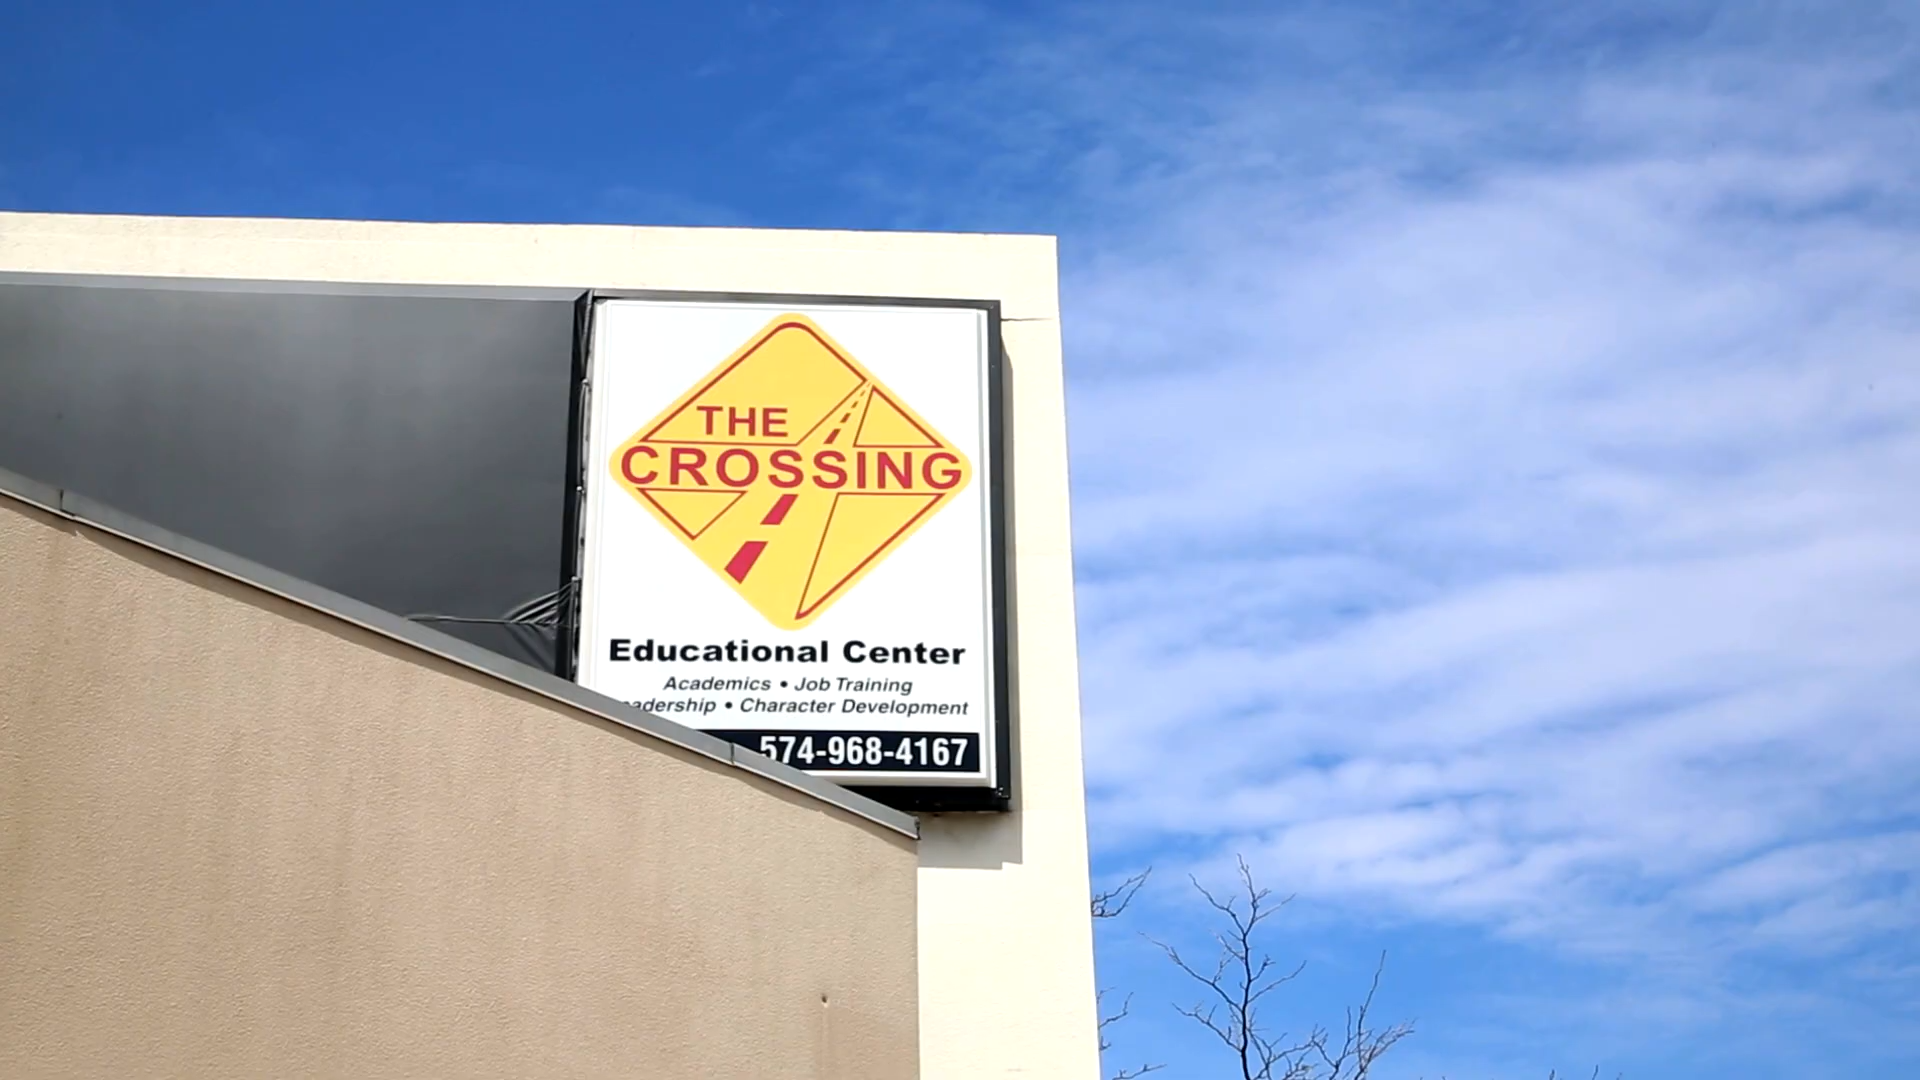 THE
CROSSING
Educational Center
Academics • Job Training
adership • Character Development
574-968-4167